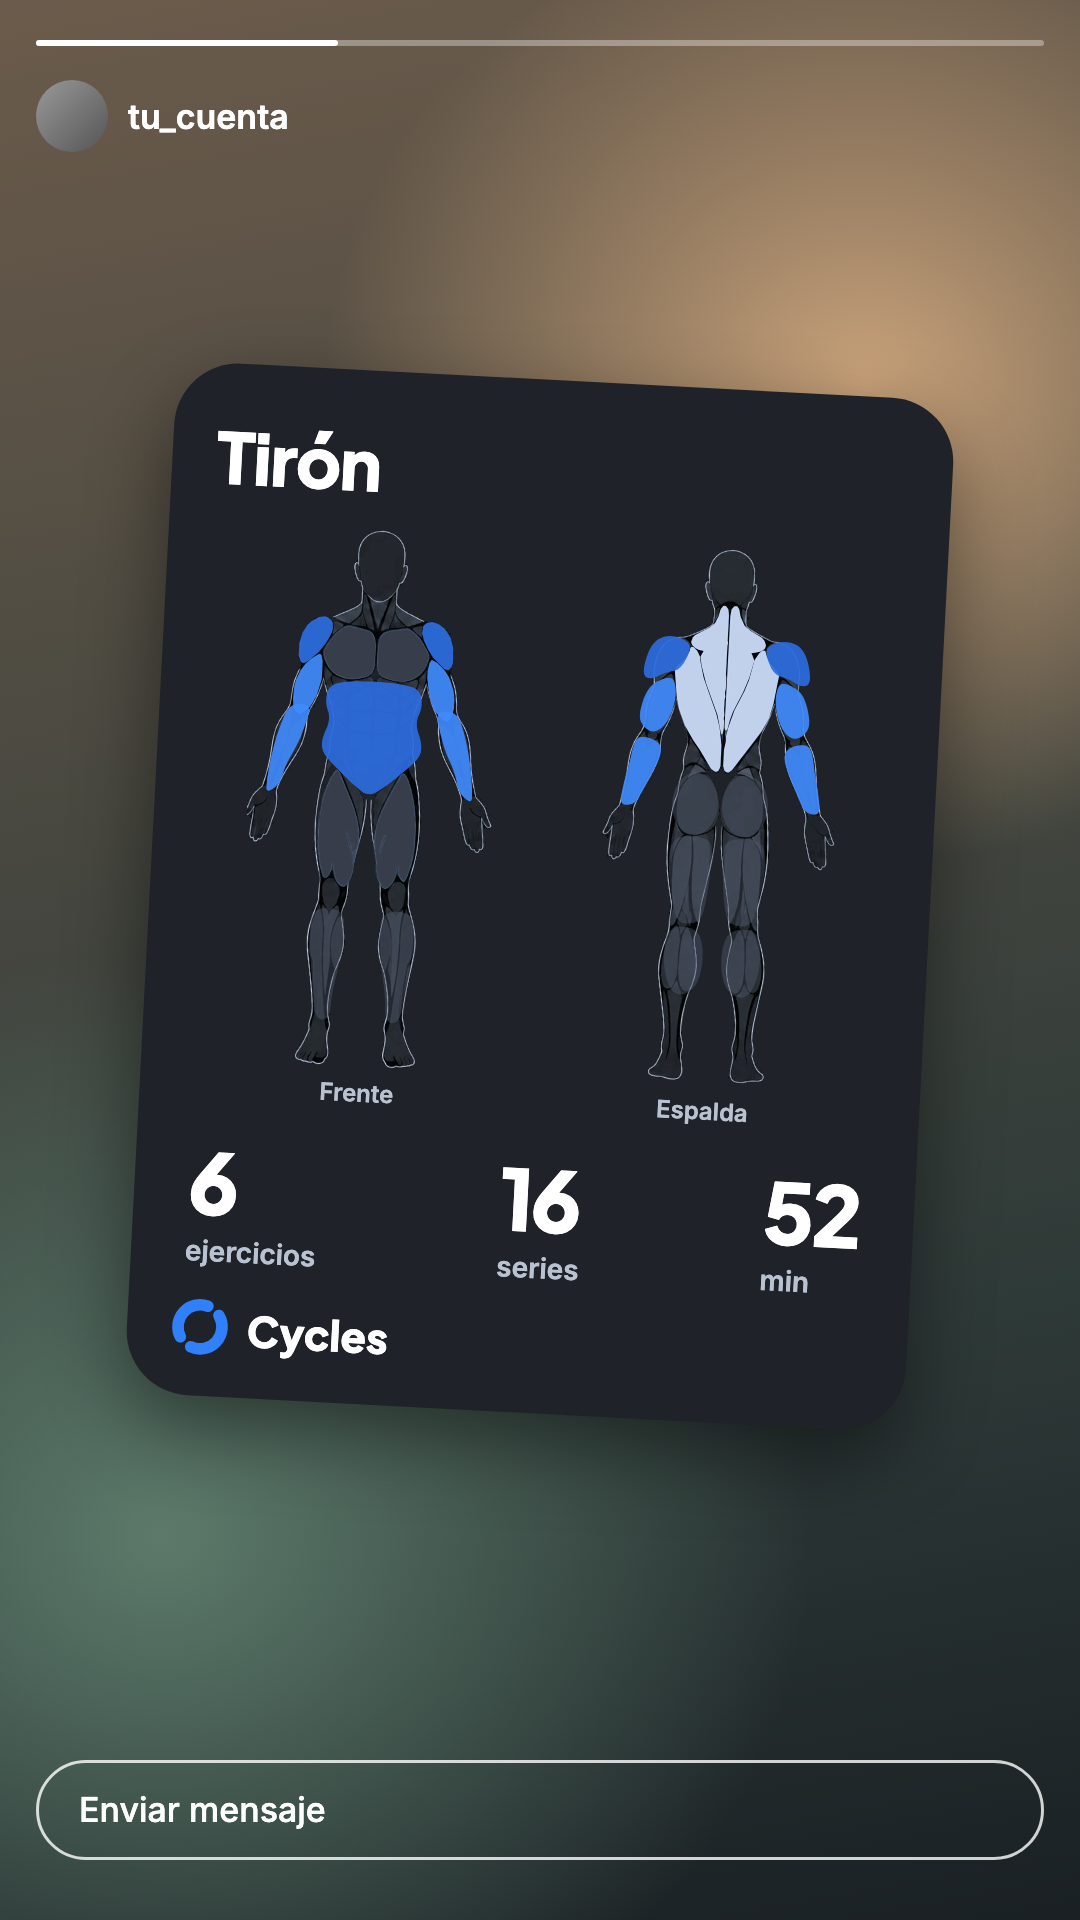 tu_cuenta
Tirón
Frente
Espalda
6
ejercicios
16
series
52
min
Cycles
Enviar mensaje